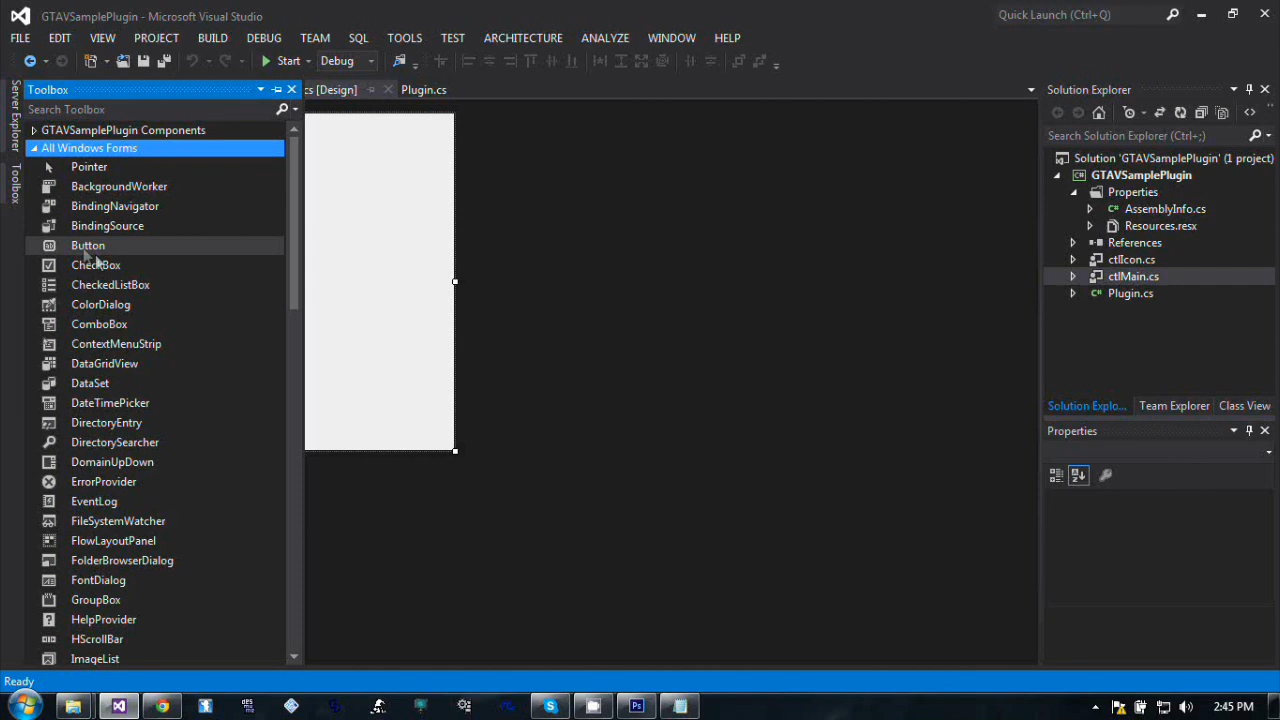 GTAVSamplePlugin - Microsoft Visual Studio
Quick Launch (Ctrl+Q)
FILE EDIT VIEW PROJECT BUILD DEBUG TEAM SQL TOOLS TEST ARCHITECTURE ANALYZE WINDOW HELP
Start Debug
Server Explorer
Toolbox
Toolbox
Search Toolbox
GTAVSamplePlugin Components
All Windows Forms
Pointer
BackgroundWorker
BindingNavigator
BindingSource
Button
CheckBox
CheckedListBox
ColorDialog
ComboBox
ContextMenuStrip
DataGridView
DataSet
DateTimePicker
DirectoryEntry
DirectorySearcher
DomainUpDown
ErrorProvider
EventLog
FileSystemWatcher
FlowLayoutPanel
FolderBrowserDialog
FontDialog
GroupBox
HelpProvider
HScrollBar
ImageList
cs [Design]
Plugin.cs
Solution Explorer
Search Solution Explorer (Ctrl+;)
Solution 'GTAVSamplePlugin' (1 project)
GTAVSamplePlugin
Properties
AssemblyInfo.cs
Resources.resx
References
ctlIcon.cs
ctlMain.cs
Plugin.cs
Solution Explo... Team Explorer Class View
Properties
Ready
2:45 PM